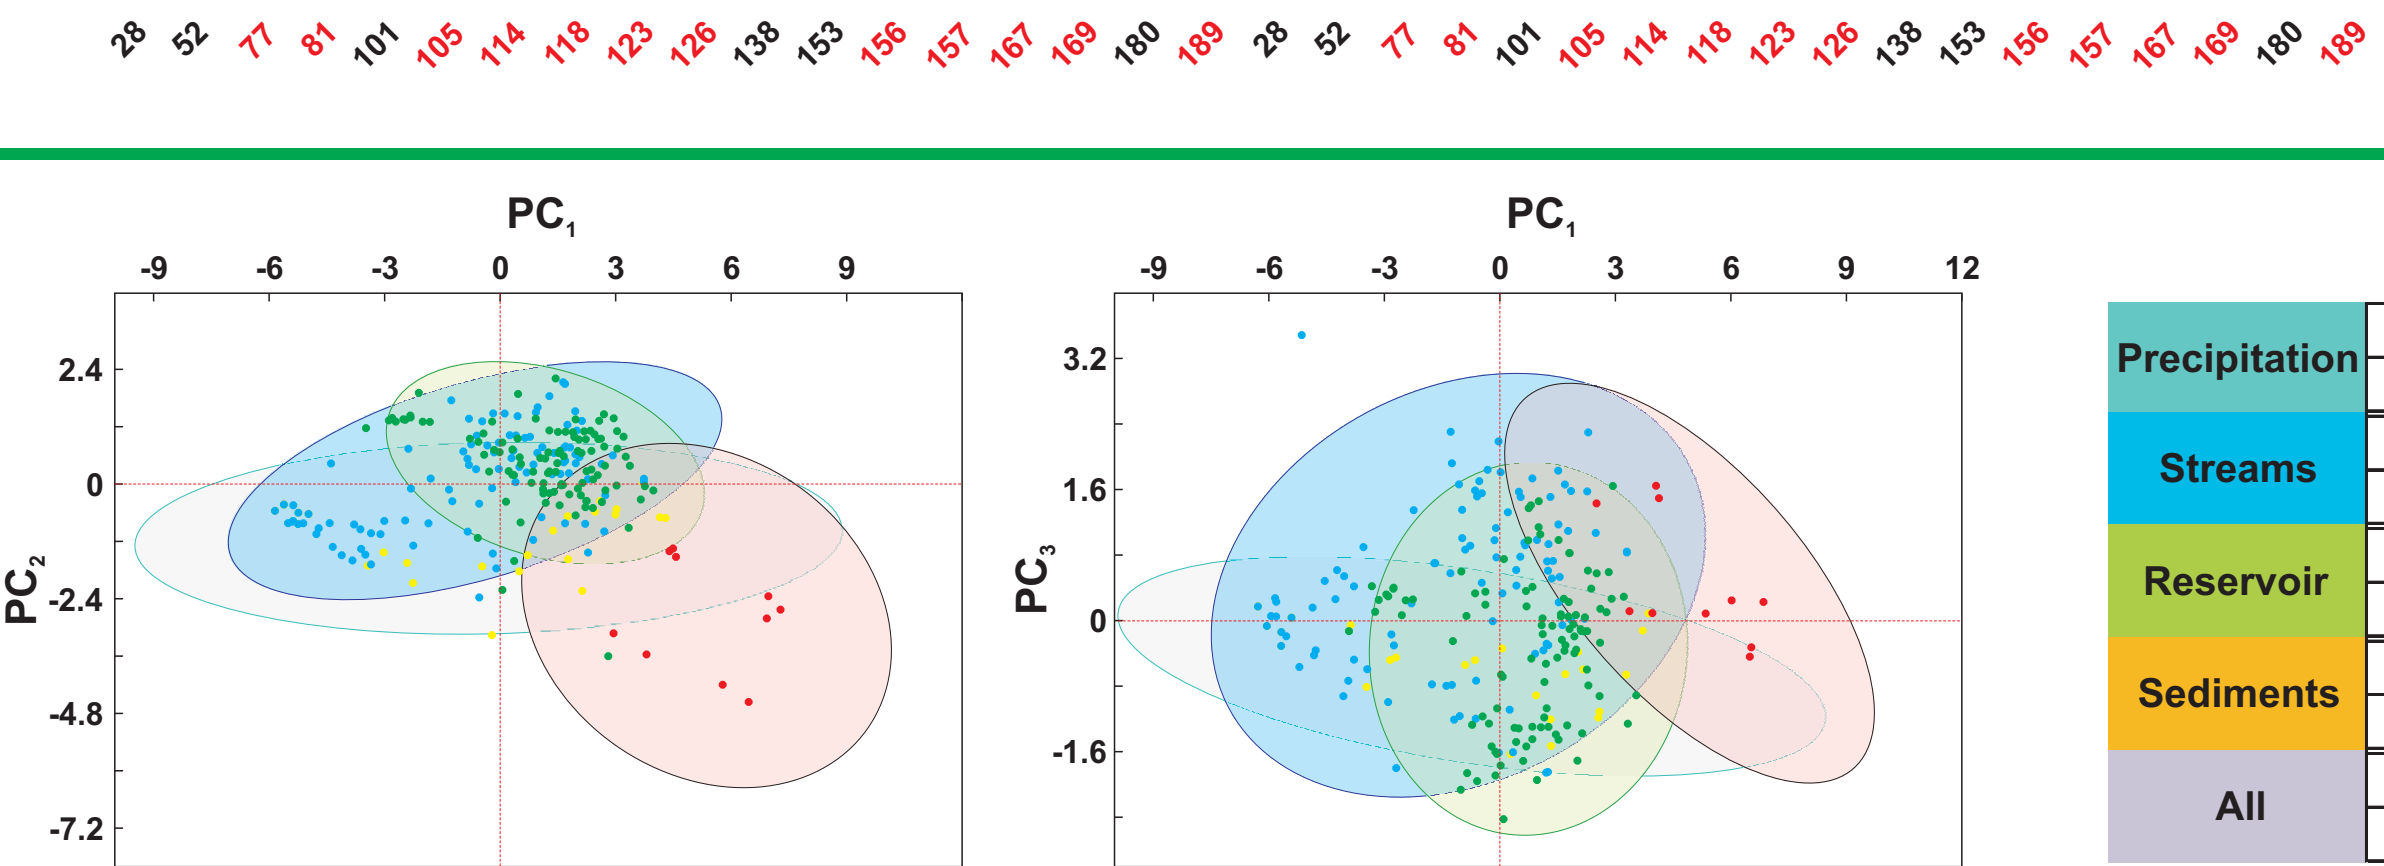 28 52 77 81 101 105 114 118 123 126 138 153 156 157 167 169 180 189 28 52 77 81 101 105 114 118 123 126 138 153 156 157 167 169 180 189
PC1
PC1
-9 -6 -3 0 3 6 9
-9 -6 -3 0 3 6 9 12
PC2
2.4
0
-2.4
-4.8
-7.2
PC3
3.2
1.6
0
-1.6
Precipitation
Streams
Reservoir
Sediments
All